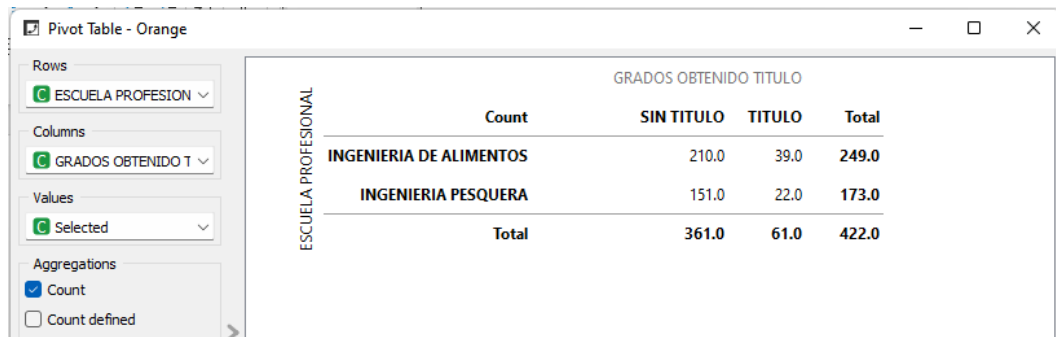 Pivot Table - Orange
Rows
C ESCUELA PROFESION
Columns
C GRADOS OBTENIDO T
Values
C Selected
Aggregations
Count
Count defined
GRADOS OBTENIDO TITULO
ESCUELA PROFESIONAL
Count SIN TITULO TITULO Total
INGENIERIA DE ALIMENTOS 210.0 39.0 249.0
INGENIERIA PESQUERA 151.0 22.0 173.0
Total 361.0 61.0 422.0